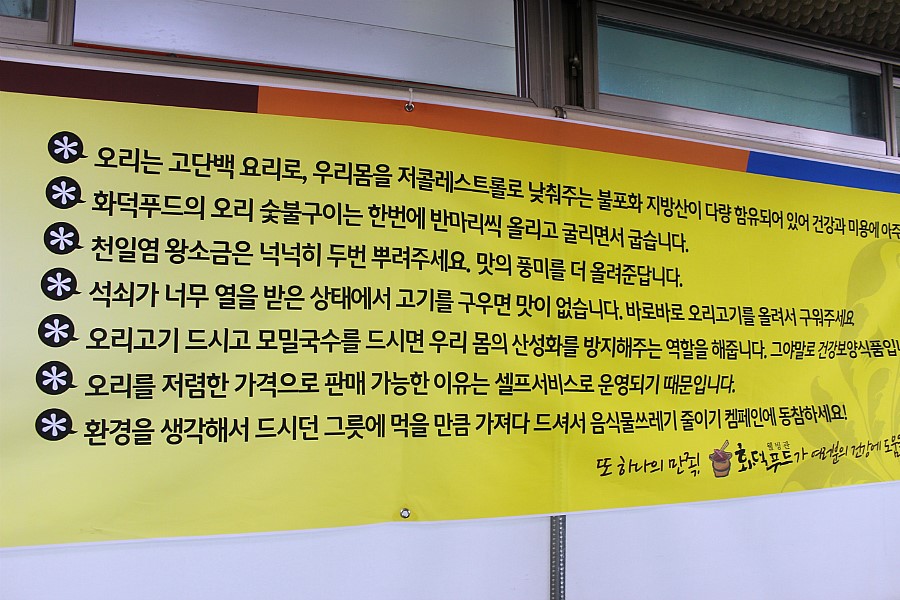 오리는 고단백 요리로, 우리몸을 저콜레스트롤로 낮춰주는 불포화 지방산이 다량 함유되어 있어 건강과 미용에 아주
화덕푸드의 오리 숯불구이는 한번에 반마리씩 올리고 굴리면서 굽습니다.
천일염 왕소금은 넉넉히 두번 뿌려주세요. 맛의 풍미를 더 올려준답니다.
석쇠가 너무 열을 받은 상태에서 고기를 구우면 맛이 없습니다. 바로바로 오리고기를 올려서 구워주세요
오리고기 드시고 모밀국수를 드시면 우리 몸의 산성화를 방지해주는 역할을 해줍니다. 그야말로 건강보양식품입니
오리를 저렴한 가격으로 판매 가능한 이유는 셀프서비스로 운영되기 때문입니다.
환경을 생각해서 드시던 그릇에 먹을 만큼 가져다 드셔서 음식물쓰레기 줄이기 켐페인에 동참하세요!
웰빙관
또 하나의 만족, 화덕푸드가 여러분의 건강에 도움